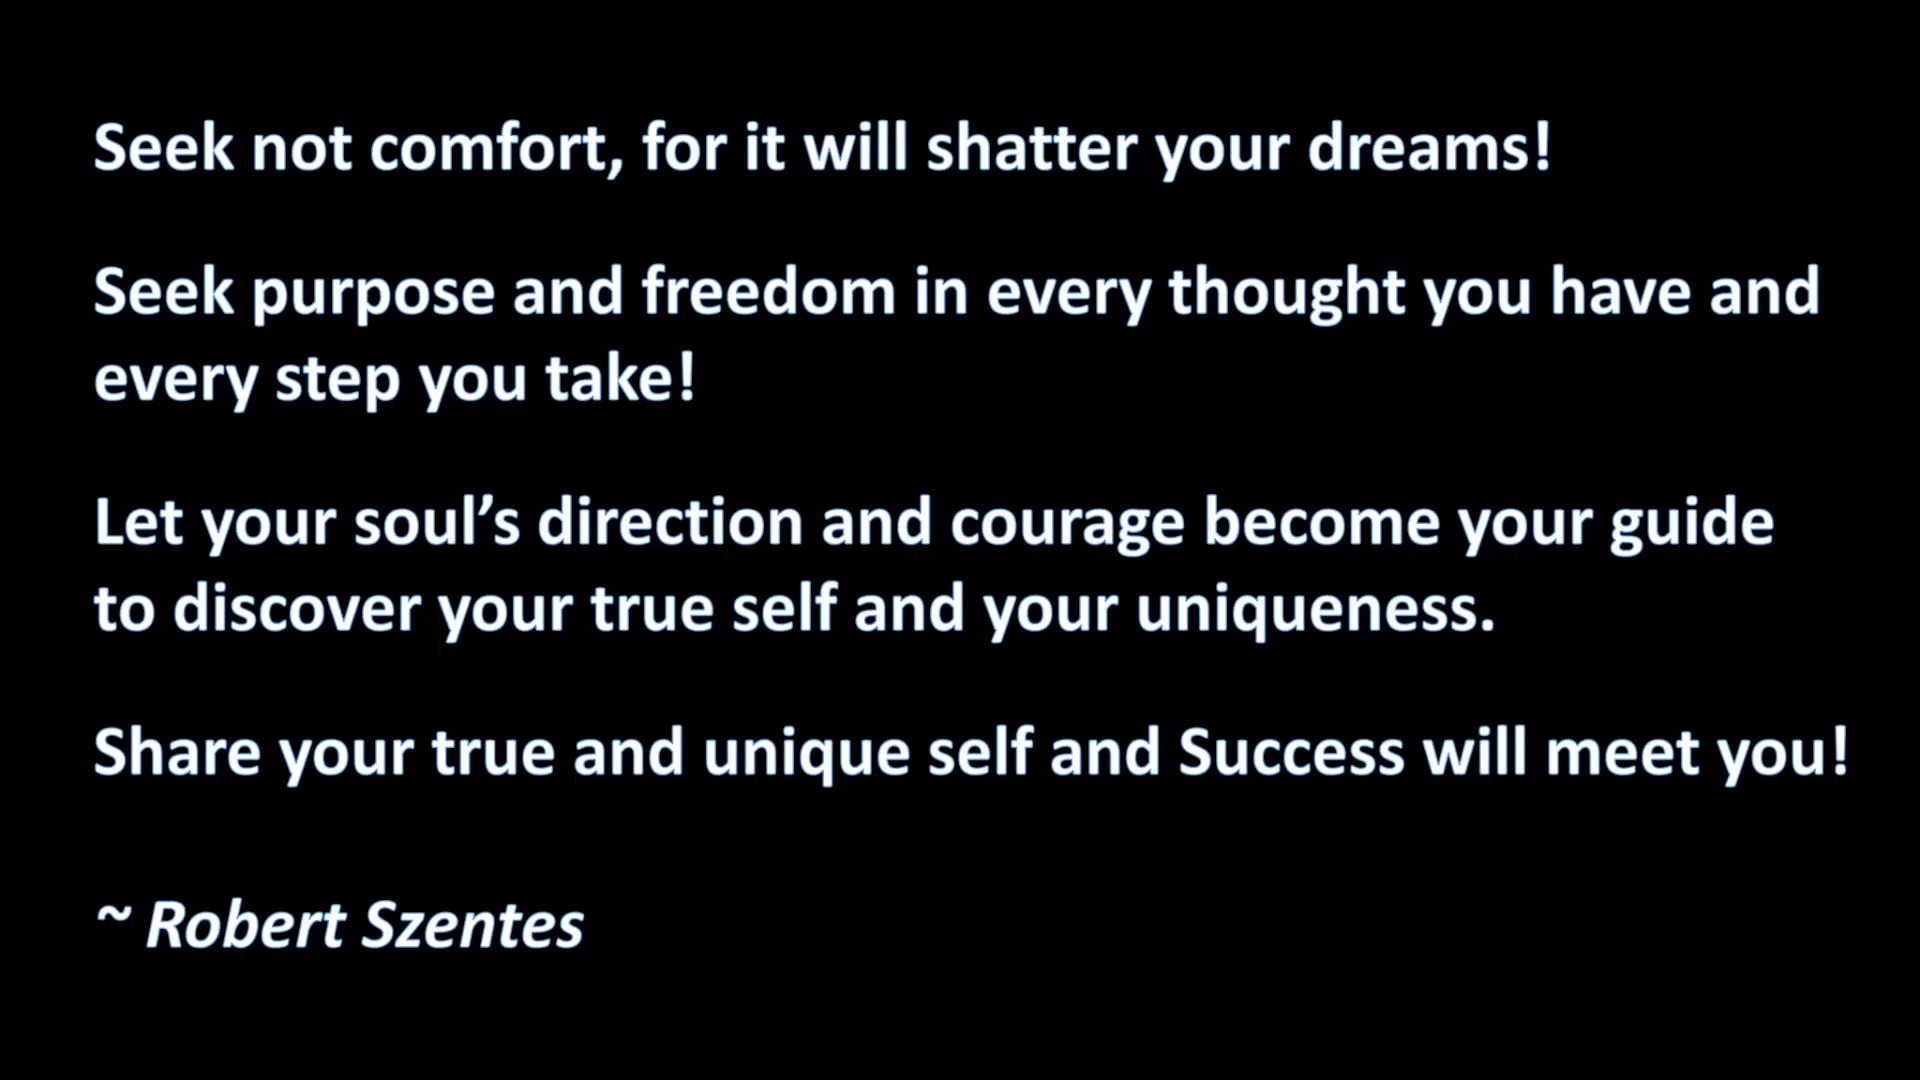 Seek not comfort, for it will shatter your dreams!
Seek purpose and freedom in every thought you have and
every step you take!
Let your soul’s direction and courage become your guide
to discover your true self and your uniqueness.
Share your true and unique self and Success will meet you!
~ Robert Szentes